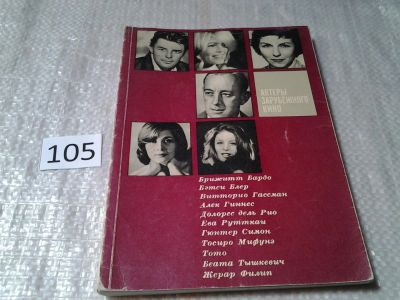 АКТЕРЫ
ЗАРУБЕЖНОГО
КИНО
105
Брижитт Бардо
Бэтси Блер
Витторио Гассман
Алек Гиннес
Долорес дель Рио
Ева Рутткаи
Гюнтер Симон
Тосиро Мифунэ
Тото
Беата Тышкевич
Жерар Филип